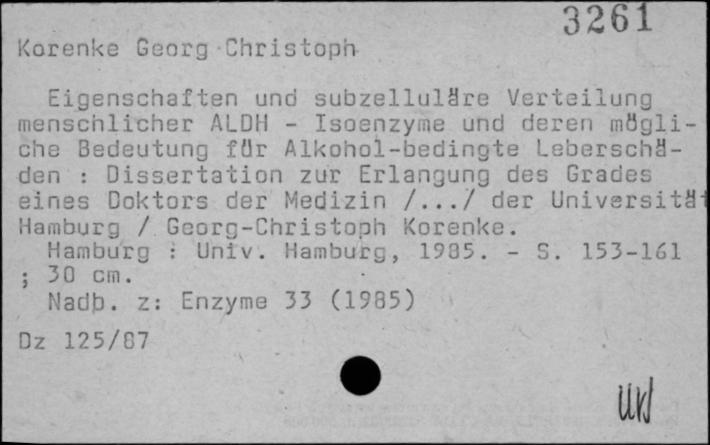 3261
Korenke Georg Christoph
Eigenschaften und subzelluläre Verteilung
menschlicher ALDH - Isoenzyme und deren mögli-
che Bedeutung für Alkohol-bedingte Leberschä-
den : Dissertation zur Erlangung des Grades
eines Doktors der Medizin /.../ der Universität
Hamburg / Georg-Christoph Korenke.
Hamburg : Univ. Hamburg, 1985. - S. 153-161
; 30 cm.
Nadb. z: Enzyme 33 (1985)
Dz 125/87